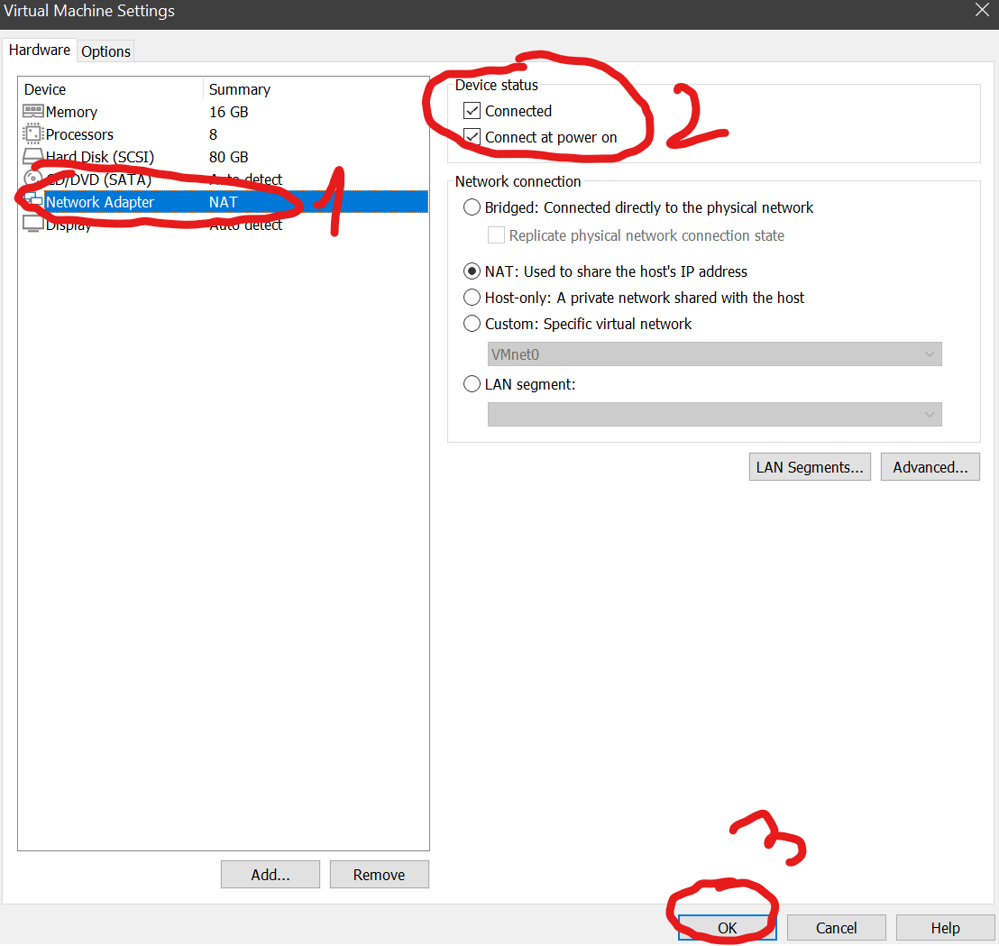 Virtual Machine Settings
Hardware Options
Device Summary
Memory 16 GB
Processors 8
Hard Disk (SCSI) 80 GB
CD/DVD (SATA) Auto detect
Network Adapter NAT
Display Auto detect
1
Add... Remove
Device status
Connected
Connect at power on
2
Network connection
Bridged: Connected directly to the physical network
Replicate physical network connection state
NAT: Used to share the host's IP address
Host-only: A private network shared with the host
Custom: Specific virtual network
VMnet0
LAN segment:
LAN Segments... Advanced...
3
OK Cancel Help